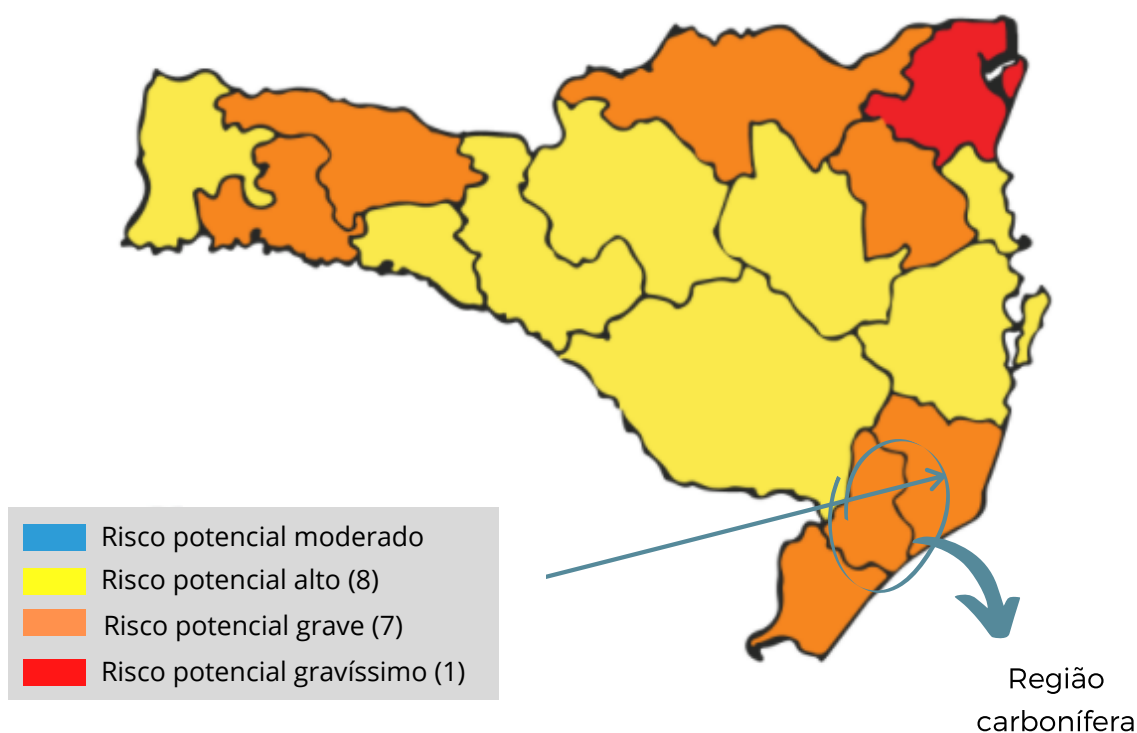 Risco potencial moderado
Risco potencial alto (8)
Risco potencial grave (7)
Risco potencial gravíssimo (1)
Região
carbonífera